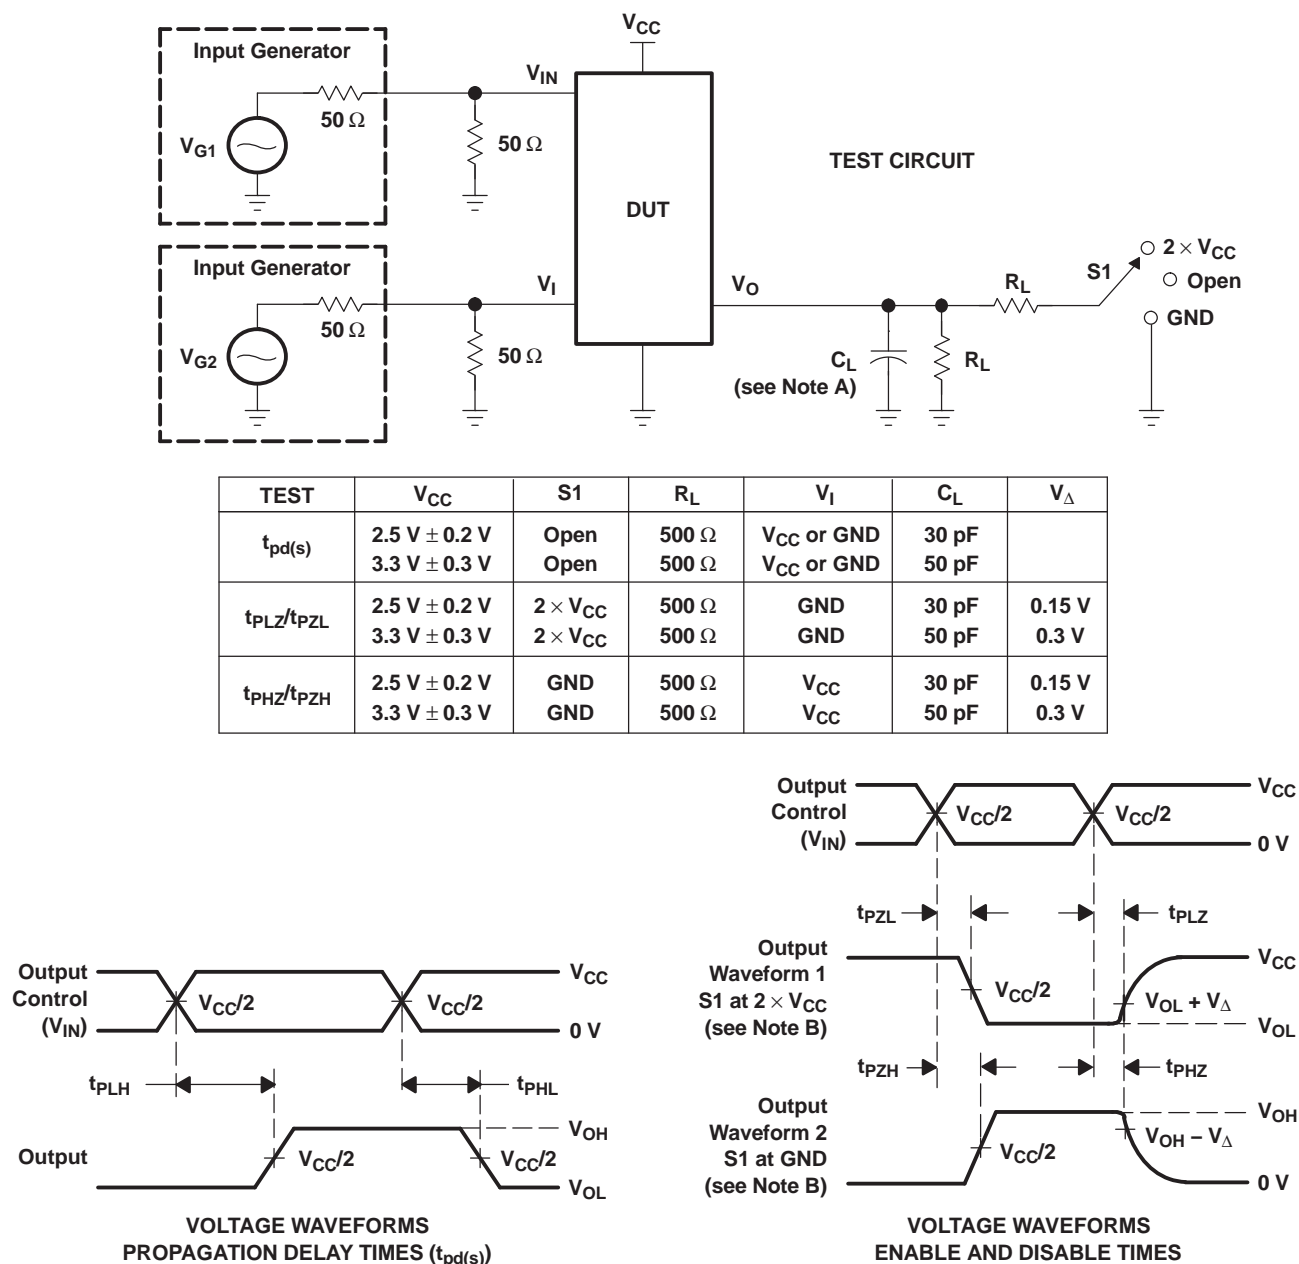 V_CC
Input Generator
V_IN
50 Ω
V_G1
50 Ω
TEST CIRCUIT
DUT
Input Generator
V_I
50 Ω
V_G2
50 Ω
V_O
C_L
(see Note A)
R_L
R_L
S1
2 × V_CC
Open
GND
TEST V_CC S1 R_L V_I C_L V_Δ
t_pd(s) 2.5 V ± 0.2 V Open 500 Ω V_CC or GND 30 pF
3.3 V ± 0.3 V Open 500 Ω V_CC or GND 50 pF
t_PLZ/t_PZL 2.5 V ± 0.2 V 2 × V_CC 500 Ω GND 30 pF 0.15 V
3.3 V ± 0.3 V 2 × V_CC 500 Ω GND 50 pF 0.3 V
t_PHZ/t_PZH 2.5 V ± 0.2 V GND 500 Ω V_CC 30 pF 0.15 V
3.3 V ± 0.3 V GND 500 Ω V_CC 50 pF 0.3 V
Output
Control
(V_IN)
V_CC/2
V_CC/2
V_CC
0 V
t_PLH
t_PHL
Output
V_CC/2
V_CC/2
V_OH
V_OL
VOLTAGE WAVEFORMS
PROPAGATION DELAY TIMES (t_pd(s))
Output
Control
(V_IN)
V_CC/2
V_CC/2
V_CC
0 V
t_PZL
t_PLZ
Output
Waveform 1
S1 at 2 × V_CC
(see Note B)
V_CC/2
V_CC
V_OL + V_Δ
V_OL
t_PZH
t_PHZ
Output
Waveform 2
S1 at GND
(see Note B)
V_CC/2
V_OH
V_OH − V_Δ
0 V
VOLTAGE WAVEFORMS
ENABLE AND DISABLE TIMES